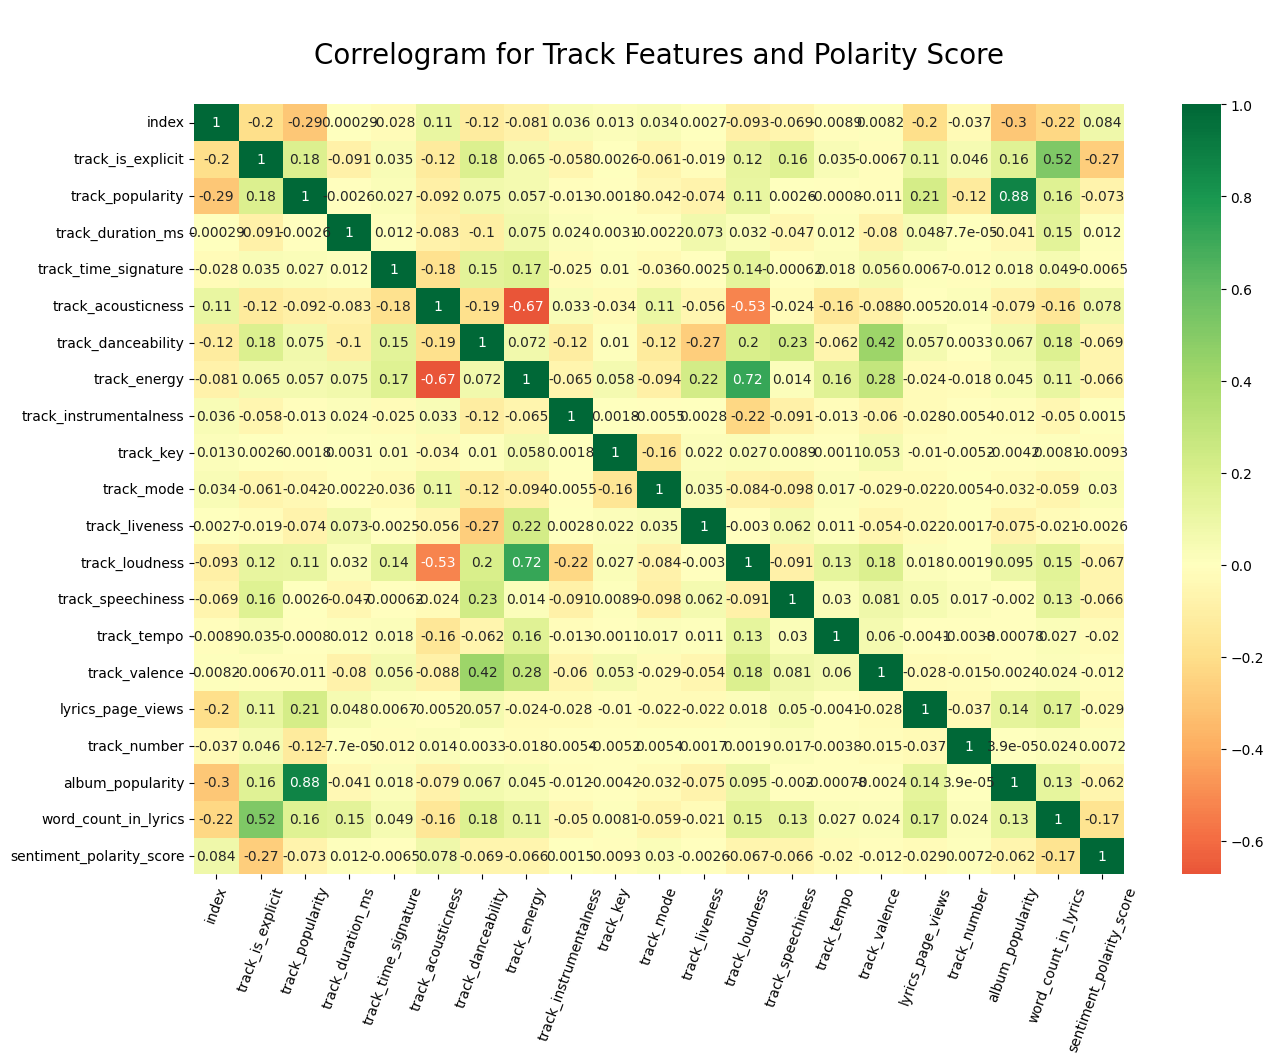 Correlogram for Track Features and Polarity Score
index 1 -0.2 -0.29 0.00029 -0.028 0.11 -0.12 -0.081 0.036 0.013 0.034 0.0027 -0.093 -0.069 -0.0089 0.0082 -0.2 -0.037 -0.3 -0.22 0.084 1.0
track_is_explicit -0.2 1 0.18 -0.091 0.035 -0.12 0.18 0.065 -0.058 0.0026 -0.061 -0.019 0.12 0.16 0.035 -0.0067 0.11 0.046 0.16 0.52 -0.27
track_popularity -0.29 0.18 1 -0.0026 0.027 -0.092 0.075 0.057 -0.013 -0.0018 -0.042 -0.074 0.11 0.0026 -0.0008 -0.011 0.21 -0.12 0.88 0.16 -0.073 0.8
track_duration_ms 0.00029 -0.091 -0.0026 1 0.012 -0.083 -0.1 0.075 0.024 0.0031 -0.0022 0.073 0.032 -0.047 0.012 -0.08 0.048 -7.7e-05 -0.041 0.15 0.012
track_time_signature -0.028 0.035 0.027 0.012 1 -0.18 0.15 0.17 -0.025 0.01 -0.036 -0.0025 0.14 -0.00062 0.018 0.056 0.0067 -0.012 0.018 0.049 -0.0065 0.6
track_acousticness 0.11 -0.12 -0.092 -0.083 -0.18 1 -0.19 -0.67 0.033 -0.034 0.11 -0.056 -0.53 -0.024 -0.16 -0.088 -0.0052 0.014 -0.079 -0.16 0.078
track_danceability -0.12 0.18 0.075 -0.1 0.15 -0.19 1 0.072 -0.12 0.01 -0.12 -0.27 0.2 0.23 -0.062 0.42 0.057 0.0033 0.067 0.18 -0.069
track_energy -0.081 0.065 0.057 0.075 0.17 -0.67 0.072 1 -0.065 0.058 -0.094 0.22 0.72 0.014 0.16 0.28 -0.024 -0.018 0.045 0.11 -0.066 0.4
track_instrumentalness 0.036 -0.058 -0.013 0.024 -0.025 0.033 -0.12 -0.065 1 0.0018 -0.0055 0.0028 -0.22 -0.091 -0.013 -0.06 -0.028 -0.0054 -0.012 -0.05 0.0015
track_key 0.013 0.0026 -0.0018 0.0031 0.01 -0.034 0.01 0.058 0.0018 1 -0.16 0.022 0.027 0.0089 -0.0011 0.053 -0.01 -0.0052 -0.0042 0.0081 -0.0093
track_mode 0.034 -0.061 -0.042 -0.0022 -0.036 0.11 -0.12 -0.094 -0.0055 -0.16 1 0.035 -0.084 -0.098 0.017 -0.029 -0.022 0.0054 -0.032 -0.059 0.03 0.2
track_liveness 0.0027 -0.019 -0.074 0.073 -0.0025 -0.056 -0.27 0.22 0.0028 0.022 0.035 1 -0.003 0.062 0.011 -0.054 -0.022 0.0017 -0.075 -0.021 -0.0026
track_loudness -0.093 0.12 0.11 0.032 0.14 -0.53 0.2 0.72 -0.22 0.027 -0.084 -0.003 1 -0.091 0.13 0.18 0.018 0.0019 0.095 0.15 -0.067 0.0
track_speechiness -0.069 0.16 0.0026 -0.047 -0.00062 -0.024 0.23 0.014 -0.091 0.0089 -0.098 0.062 -0.091 1 0.03 0.081 0.05 0.017 -0.002 0.13 -0.066
track_tempo -0.0089 0.035 -0.0008 0.012 0.018 -0.16 -0.062 0.16 -0.013 -0.0011 0.017 0.011 0.13 0.03 1 0.06 -0.0041 -0.0038 -0.00078 0.027 -0.02
track_valence 0.0082 -0.0067 -0.011 -0.08 0.056 -0.088 0.42 0.28 -0.06 0.053 -0.029 -0.054 0.18 0.081 0.06 1 -0.028 -0.015 -0.0024 0.024 -0.012 −0.2
lyrics_page_views -0.2 0.11 0.21 0.048 0.0067 -0.0052 0.057 -0.024 -0.028 -0.01 -0.022 -0.022 0.018 0.05 -0.0041 -0.028 1 -0.037 0.14 0.17 -0.029
track_number -0.037 0.046 -0.12 -7.7e-05 -0.012 0.014 0.0033 -0.018 -0.0054 -0.0052 0.0054 0.0017 0.0019 0.017 -0.0038 -0.015 -0.037 1 3.9e-05 0.024 0.0072 −0.4
album_popularity -0.3 0.16 0.88 -0.041 0.018 -0.079 0.067 0.045 -0.012 -0.0042 -0.032 -0.075 0.095 -0.002 -0.00078 -0.0024 0.14 3.9e-05 1 0.13 -0.062
word_count_in_lyrics -0.22 0.52 0.16 0.15 0.049 -0.16 0.18 0.11 -0.05 0.0081 -0.059 -0.021 0.15 0.13 0.027 0.024 0.17 0.024 0.13 1 -0.17 −0.6
sentiment_polarity_score 0.084 -0.27 -0.073 0.012 -0.0065 0.078 -0.069 -0.066 0.0015 -0.0093 0.03 -0.0026 -0.067 -0.066 -0.02 -0.012 -0.029 0.0072 -0.062 -0.17 1
index track_is_explicit track_popularity track_duration_ms track_time_signature track_acousticness track_danceability track_energy track_instrumentalness track_key track_mode track_liveness track_loudness track_speechiness track_tempo track_valence lyrics_page_views track_number album_popularity word_count_in_lyrics sentiment_polarity_score